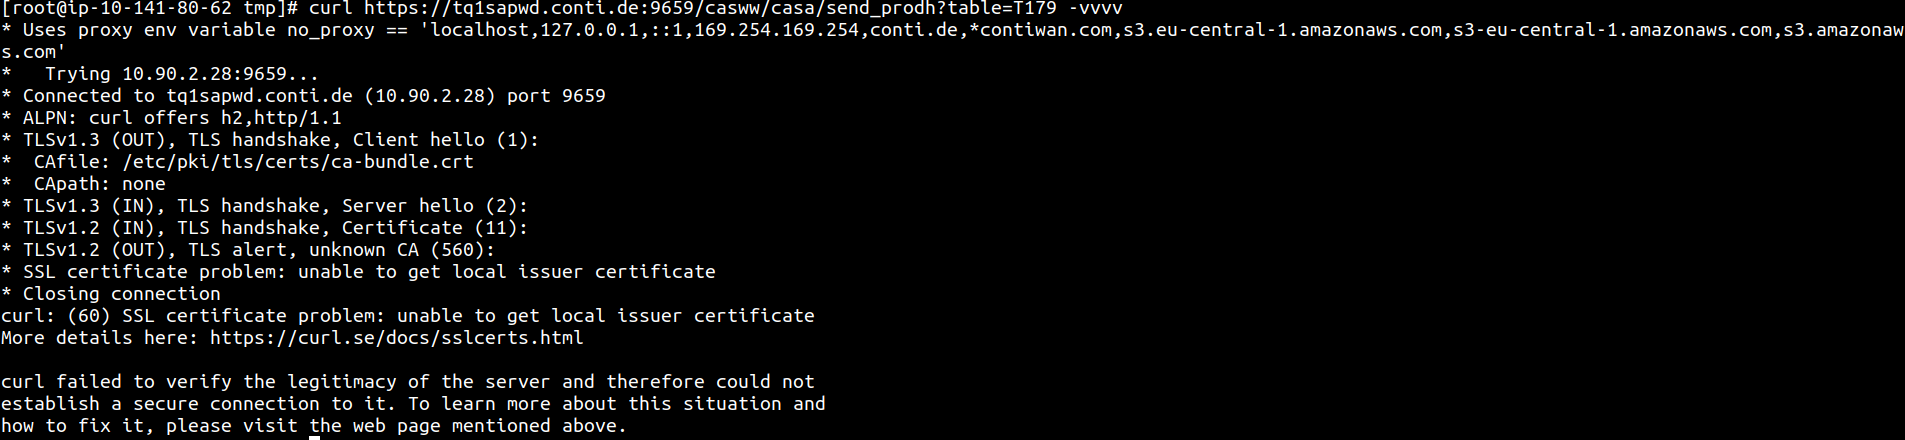 [root@ip-10-141-80-62 tmp]# curl https://tq1sapwd.conti.de:9659/casww/casa/send_prodh?table=T179 -vvvv
* Uses proxy env variable no_proxy == 'localhost,127.0.0.1,::1,169.254.169.254,conti.de,*contiwan.com,s3.eu-central-1.amazonaws.com,s3-eu-central-1.amazonaws.com,s3.amazonaw
s.com'
*   Trying 10.90.2.28:9659...
* Connected to tq1sapwd.conti.de (10.90.2.28) port 9659
* ALPN: curl offers h2,http/1.1
* TLSv1.3 (OUT), TLS handshake, Client hello (1):
*  CAfile: /etc/pki/tls/certs/ca-bundle.crt
*  CApath: none
* TLSv1.3 (IN), TLS handshake, Server hello (2):
* TLSv1.2 (IN), TLS handshake, Certificate (11):
* TLSv1.2 (OUT), TLS alert, unknown CA (560):
* SSL certificate problem: unable to get local issuer certificate
* Closing connection
curl: (60) SSL certificate problem: unable to get local issuer certificate
More details here: https://curl.se/docs/sslcerts.html

curl failed to verify the legitimacy of the server and therefore could not
establish a secure connection to it. To learn more about this situation and
how to fix it, please visit the web page mentioned above.